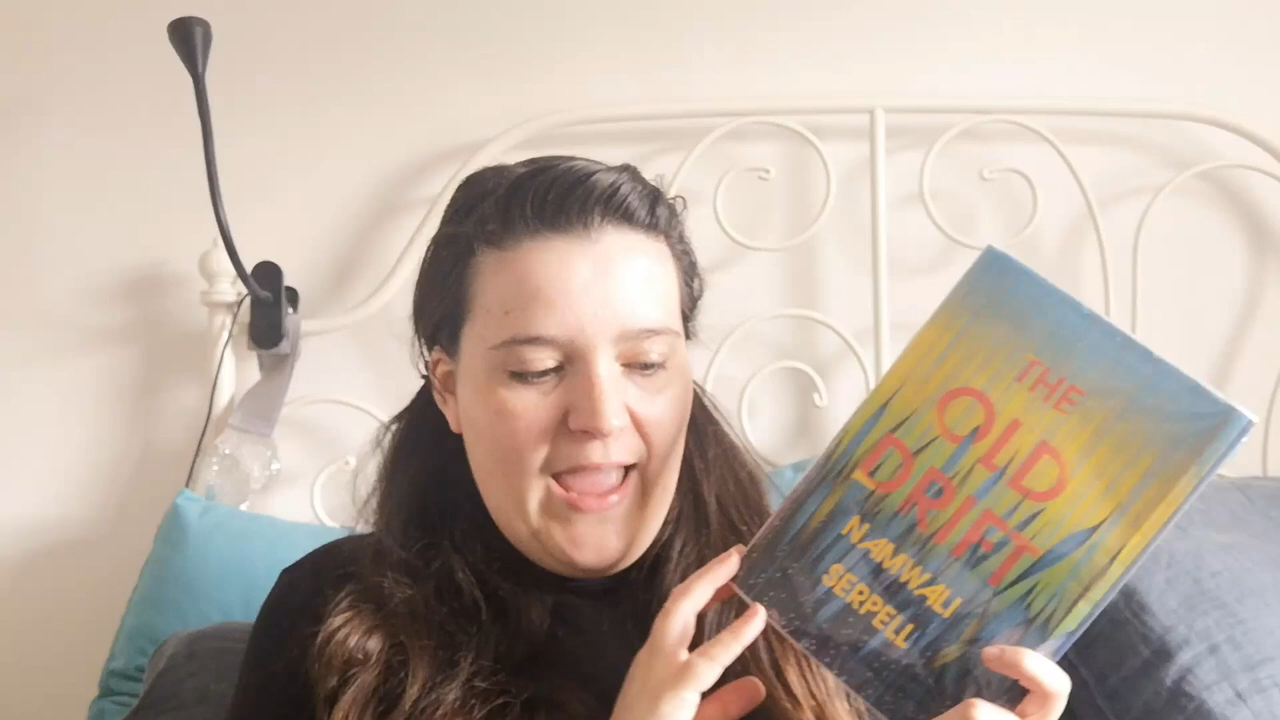 THE
OLD
DRIFT
NAMWALI
SERPELL